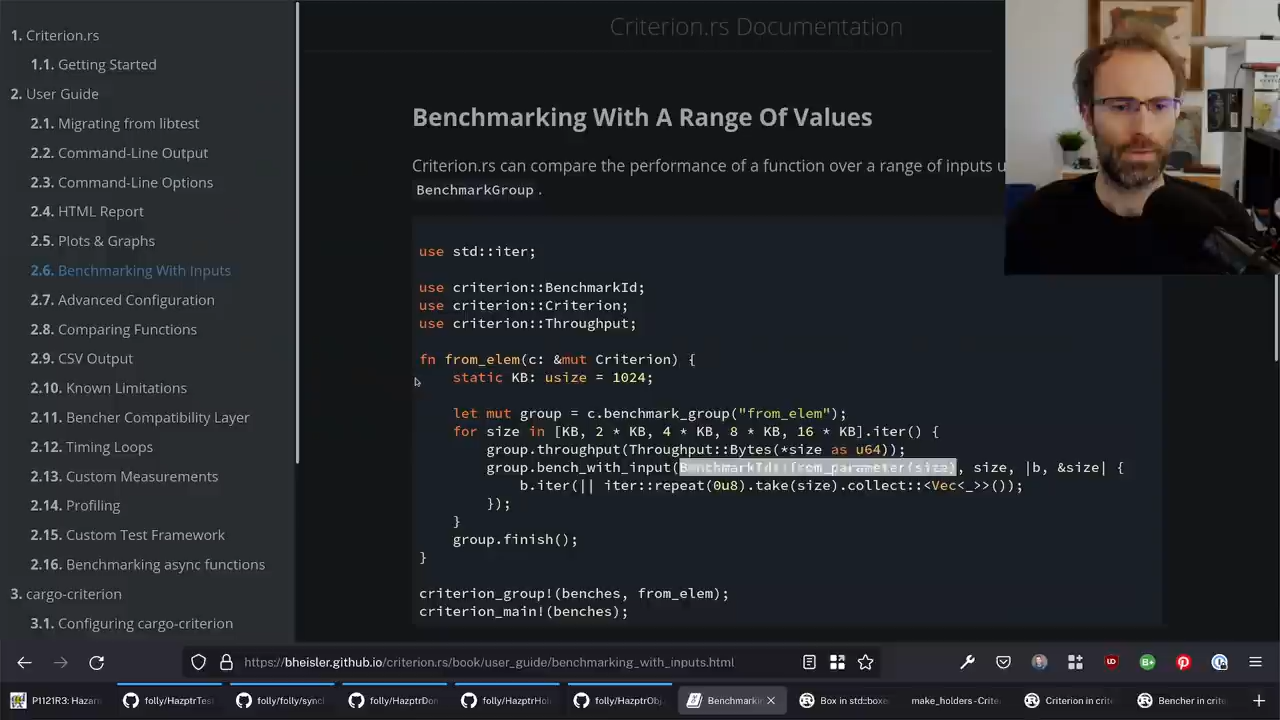 1. Criterion.rs
1.1. Getting Started
2. User Guide
2.1. Migrating from libtest
2.2. Command-Line Output
2.3. Command-Line Options
2.4. HTML Report
2.5. Plots & Graphs
2.6. Benchmarking With Inputs
2.7. Advanced Configuration
2.8. Comparing Functions
2.9. CSV Output
2.10. Known Limitations
2.11. Bencher Compatibility Layer
2.12. Timing Loops
2.13. Custom Measurements
2.14. Profiling
2.15. Custom Test Framework
2.16. Benchmarking async functions
3. cargo-criterion
3.1. Configuring cargo-criterion
Criterion.rs Documentation
Benchmarking With A Range Of Values
Criterion.rs can compare the performance of a function over a range of inputs u
BenchmarkGroup.
use std::iter;
use criterion::BenchmarkId;
use criterion::Criterion;
use criterion::Throughput;
fn from_elem(c: &mut Criterion) {
static KB: usize = 1024;
let mut group = c.benchmark_group("from_elem");
for size in [KB, 2 * KB, 4 * KB, 8 * KB, 16 * KB].iter() {
group.throughput(Throughput::Bytes(*size as u64));
group.bench_with_input(BenchmarkId::from_parameter(size), size, |b, &size| {
b.iter(|| iter::repeat(0u8).take(size).collect::<Vec<_>>());
});
}
group.finish();
}
criterion_group!(benches, from_elem);
criterion_main!(benches);
https://bheisler.github.io/criterion.rs/book/user_guide/benchmarking_with_inputs.html
P1121R3: Hazar
folly/HazptrTest
folly/folly/syncl
folly/HazptrDom
folly/HazptrHol
folly/HazptrObj
Benchmarki
Box in std::boxe
make_holders - Crite
Criterion in crite
Bencher in crite